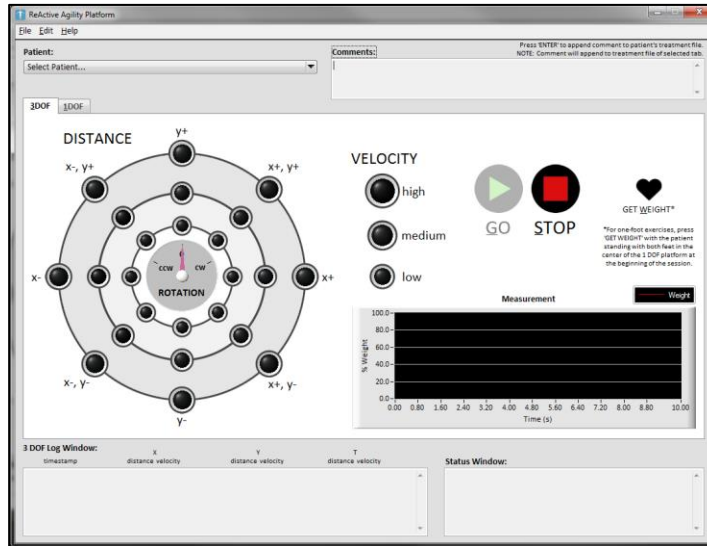 ReActive Agility Platform
File Edit Help
Patient:
Select Patient...
Comments:
Press 'ENTER' to append comment to patient's treatment file.
NOTE: Comment will append to treatment file of selected tab.
3DOF 1DOF
DISTANCE
y+
x-, y+
x+, y+
x-
x+
x-, y-
x+, y-
y-
CCW
0
CW
ROTATION
VELOCITY
high
medium
low
GO
STOP
GET WEIGHT*
*For one-foot exercises, press
'GET WEIGHT' with the patient
standing with both feet in the
center of the 1 DOF platform at
the beginning of the session.
Measurement
Weight
% Weight
100.0
80.0
60.0
40.0
20.0
0.0
0.00 0.80 1.60 2.40 3.20 4.00 4.80 5.60 6.40 7.20 8.00 8.80 10.00
Time (s)
3 DOF Log Window:
X Y T
timestamp distance velocity distance velocity distance velocity
Status Window: